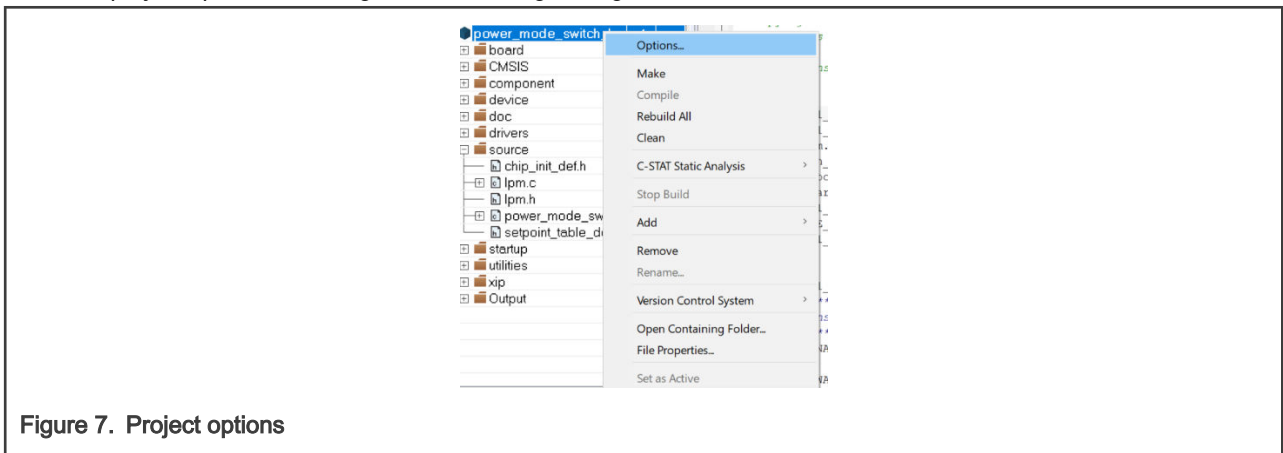 power_mode_switch
board
CMSIS
component
device
doc
drivers
source
chip_init_def.h
lpm.c
lpm.h
power_mode_sw
setpoint_table_d
startup
utilities
xip
Output
Options...
Make
Compile
Rebuild All
Clean
C-STAT Static Analysis
Stop Build
Add
Remove
Rename...
Version Control System
Open Containing Folder...
File Properties...
Set as Active
Figure 7. Project options